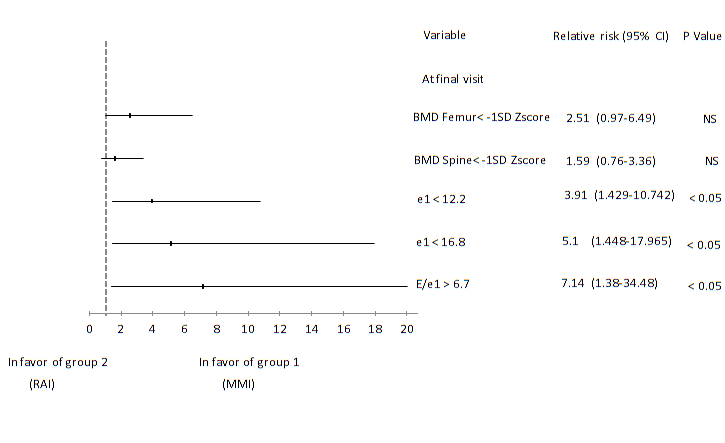 Variable Relative risk (95% CI) P Value
At final visit
BMD Femur< -1SD Zscore 2.51 (0.97-6.49) NS
BMD Spine< -1SD Zscore 1.59 (0.76-3.36) NS
e1 < 12.2 3.91 (1.429-10.742) < 0.05
e1 < 16.8 5.1 (1.448-17.965) < 0.05
E/e1 > 6.7 7.14 (1.38-34.48) < 0.05
0 2 4 6 8 10 12 14 16 18 20
In favor of group 2 In favor of group 1
(RAI) (MMI)